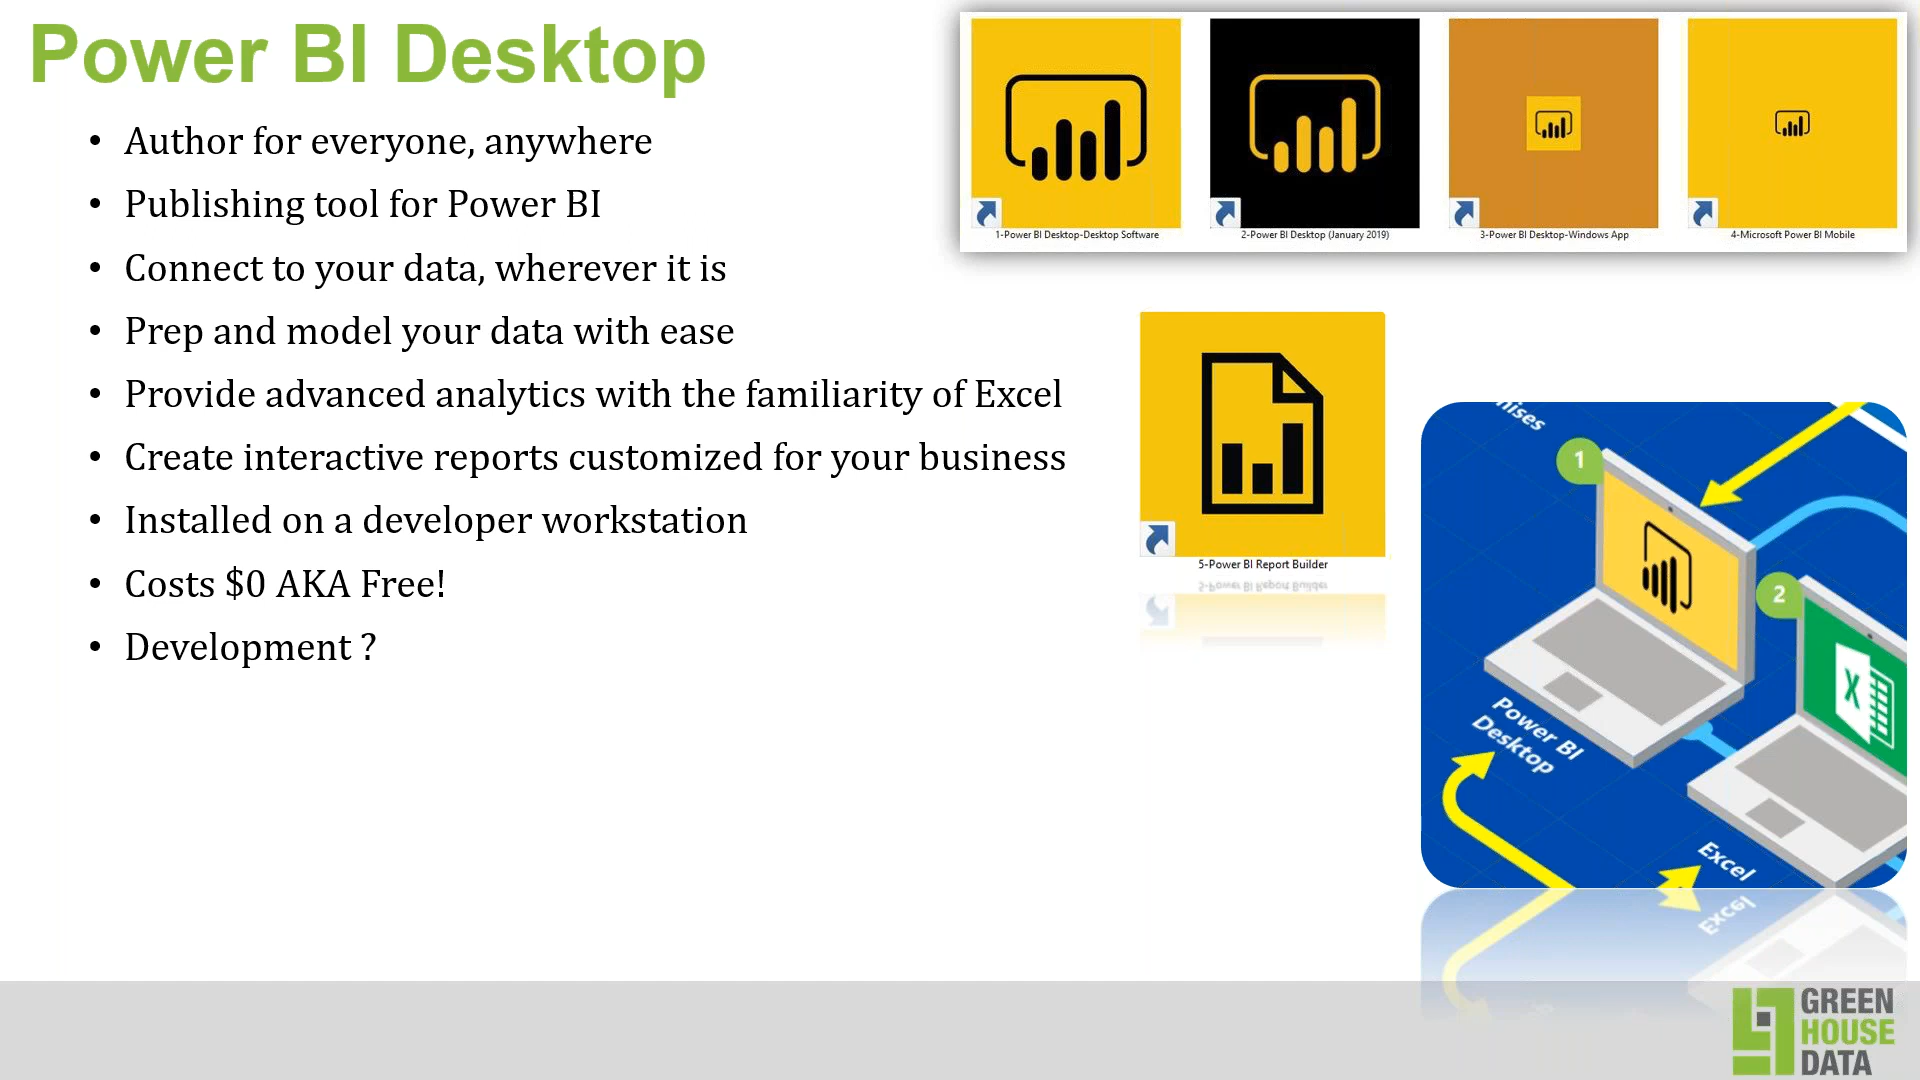 Power BI Desktop
• Author for everyone, anywhere
• Publishing tool for Power BI
• Connect to your data, wherever it is
• Prep and model your data with ease
• Provide advanced analytics with the familiarity of Excel
• Create interactive reports customized for your business
• Installed on a developer workstation
• Costs $0 AKA Free!
• Development ?
1-Power BI Desktop-Desktop Software
2-Power BI Desktop (January 2019)
3-Power BI Desktop-Windows App
4-Microsoft Power BI Mobile
5-Power BI Report Builder
1
2
X
Power BI
Desktop
Excel
GREEN
HOUSE
DATA